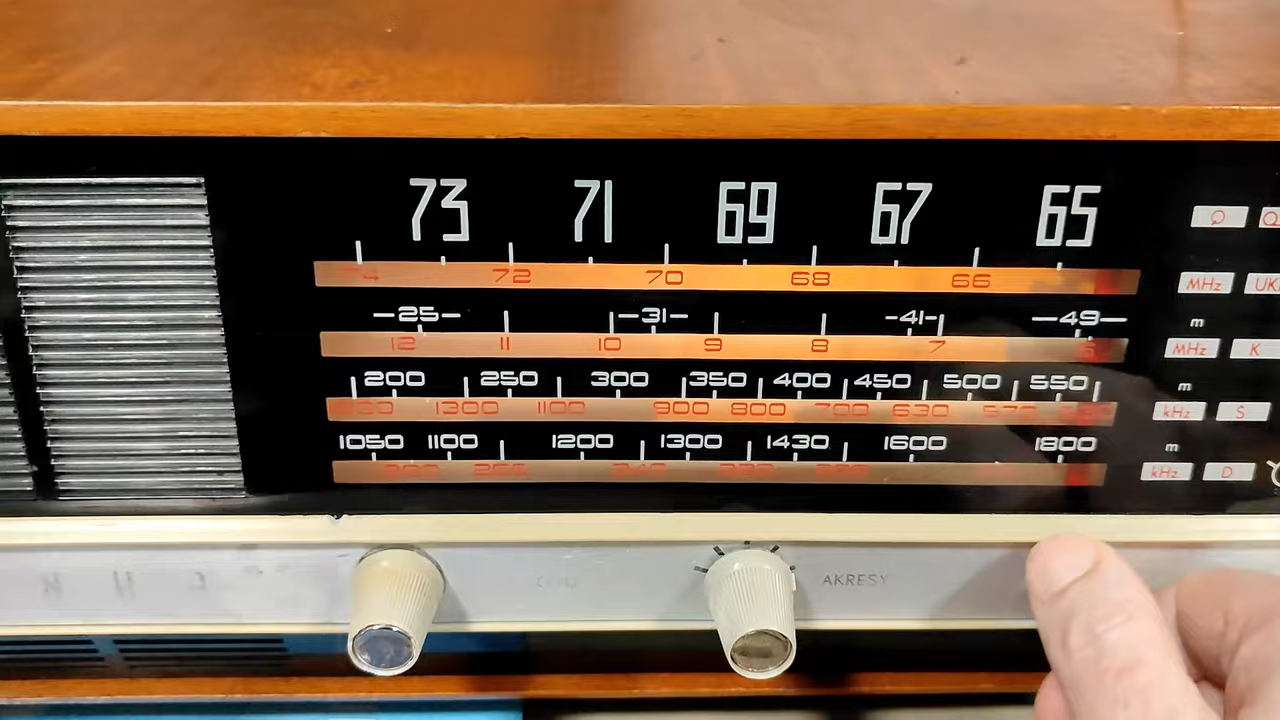 73 71 69 67 65
74 72 70 68 66
MHz
-25- -31- -41- -49- m
12 11 10 9 8 7 MHz K
200 250 300 350 400 450 500 550 m
1300 1100 900 800 700 630 570 kHz S
1050 1100 1200 1300 1430 1600 1800 m
kHz D
AKRESY